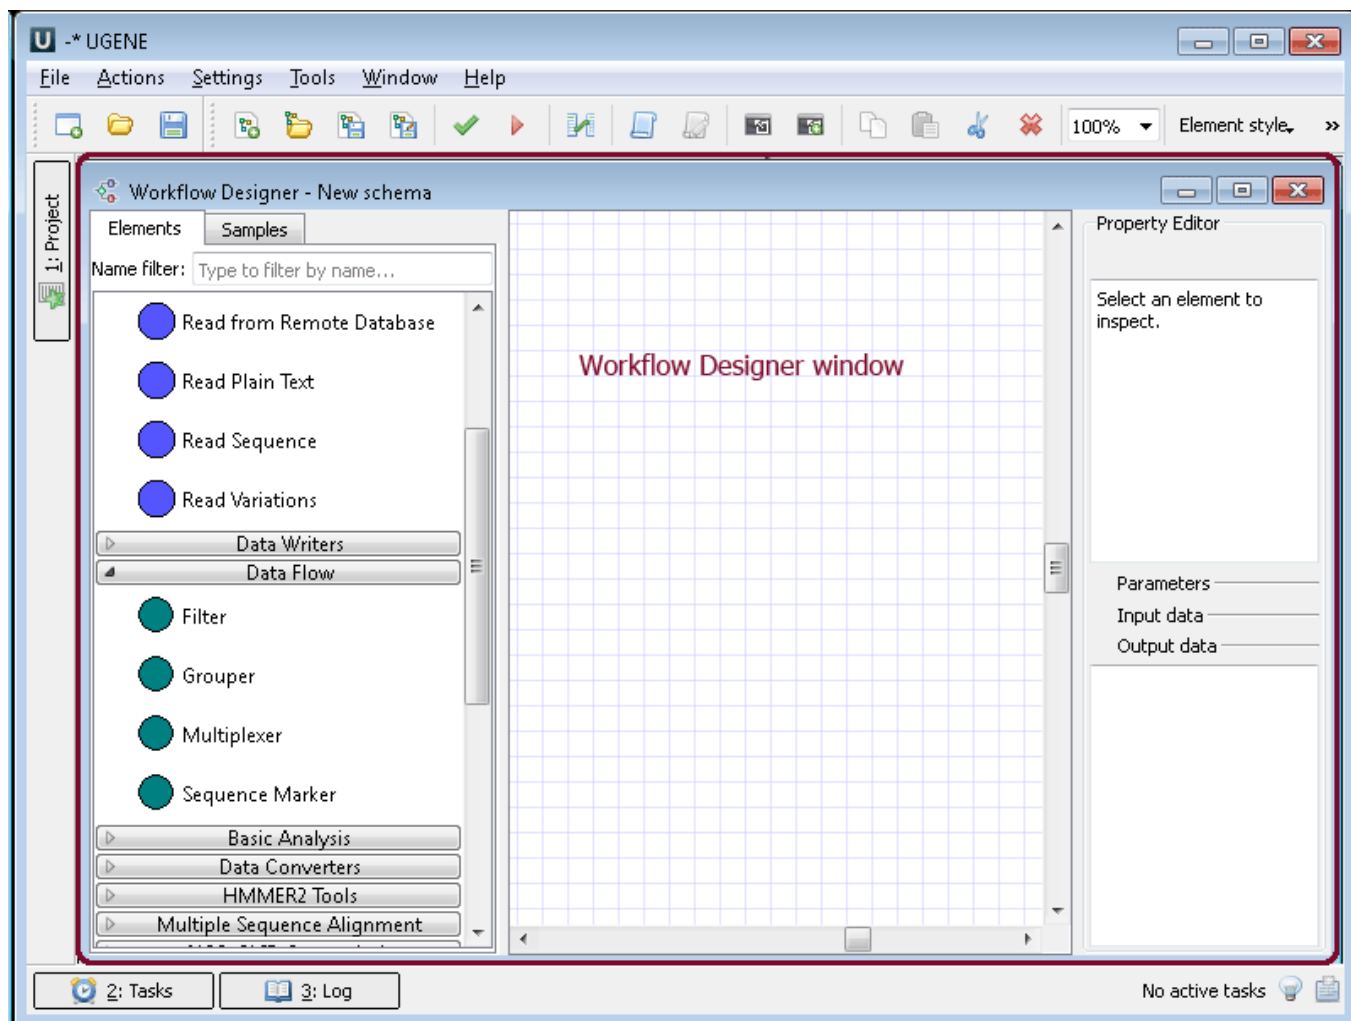 -* UGENE
File Actions Settings Tools Window Help
100% Element style
1: Project
Workflow Designer - New schema
Elements Samples
Name filter: Type to filter by name...
Read from Remote Database
Read Plain Text
Read Sequence
Read Variations
Data Writers
Data Flow
Filter
Grouper
Multiplexer
Sequence Marker
Basic Analysis
Data Converters
HMMER2 Tools
Multiple Sequence Alignment
Workflow Designer window
Property Editor
Select an element to
inspect.
Parameters
Input data
Output data
2: Tasks 3: Log
No active tasks